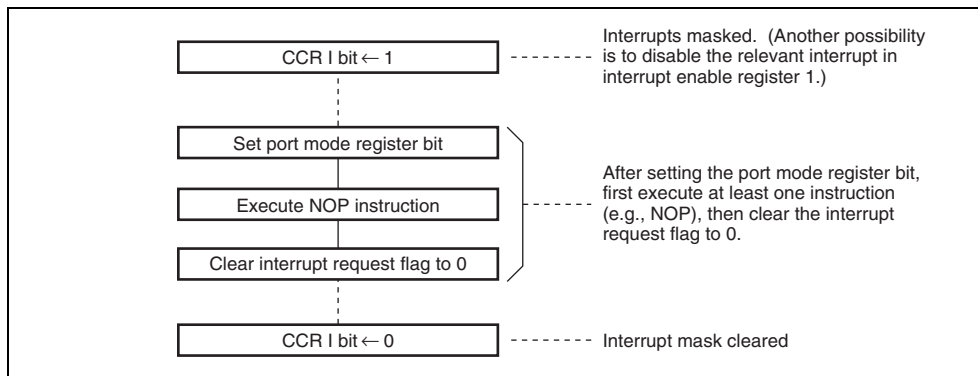 CCR I bit ← 1
Interrupts masked. (Another possibility
is to disable the relevant interrupt in
interrupt enable register 1.)
Set port mode register bit
Execute NOP instruction
Clear interrupt request flag to 0
After setting the port mode register bit,
first execute at least one instruction
(e.g., NOP), then clear the interrupt
request flag to 0.
CCR I bit ← 0
Interrupt mask cleared